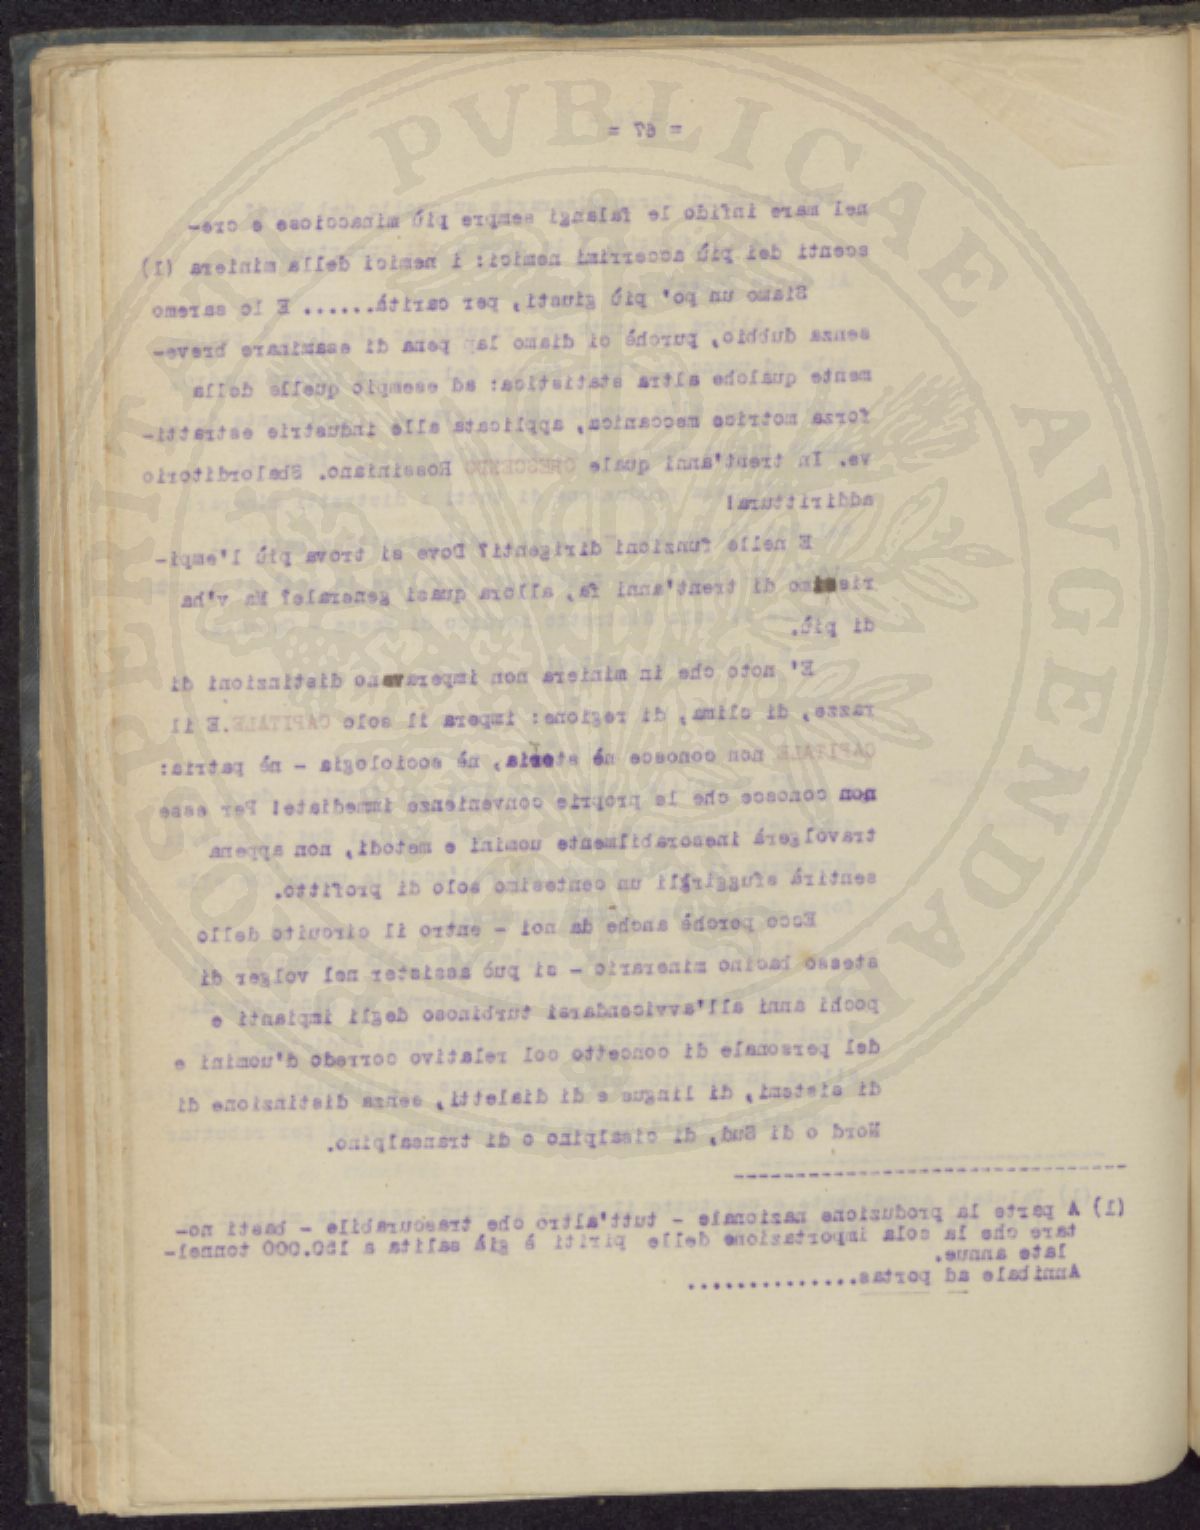 = 67 =
nel mare infido le falangi sempre più minacciose e cre-
scenti dei più accerrimi nemici: i nemici della miniera (1)
Siamo un po' più giusti, per carità....... E lo saremo
senza dubbio, purchè ci diamo lap pena di esaminare breve-
mente qualche altra statistica: ad esempio quelle della
forza motrice meccanica, applicata alle industrie estratti-
ve. In trent'anni quale CRESCENDO Rossiniano. Sbalorditorio
addirittura!
E nelle funzioni dirigenti? Dove si trova più l'empi-
rissimo di trent'anni fa, allora quasi generale? Ma v'ha
di più.
E' noto che in miniera non imperavano distinzioni di
razze, di clima, di regione: impera il solo CAPITALE.E il
CAPITALE non conosce nè storia, nè sociologia - nè patria:
non conosce che le proprie convenienze immediate! Per esse
travolgerà inesorabilmente uomini e metodi, non appena
sentirà sfuggirgli un centesimo solo di profitto.
Ecco perchè anche da noi - entro il circuito dello
stesso bacino minerario - si può assister nel volger di
pochi anni all'avvicendarsi turbinoso degli impianti e
del personale di concetto col relativo corredo d'uomini e
di sistemi, di lingue e di dialetti, senza distinzione di
Nord o di Sud, di cisalpino o di transalpino.
(1) A parte la produzione nazionale - tutt'altro che trascurabile - basti no-
tare che la sola importazione delle piriti è già salita a 150.000 tonnel-
late annue.
Annibale ad portas...............
PUBLICAE AVGENDAE